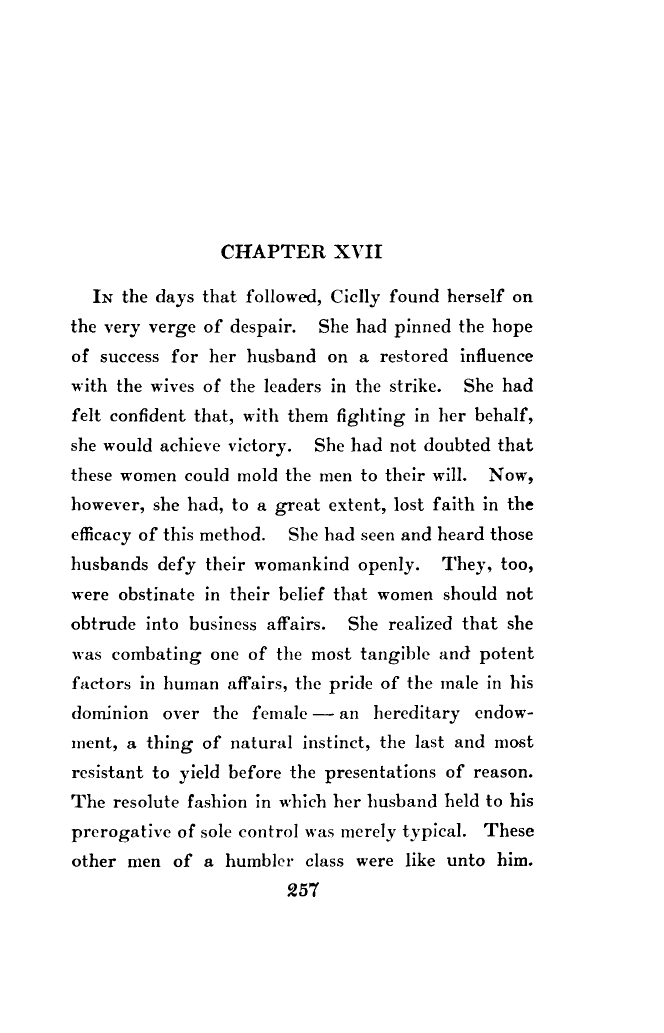 CHAPTER XVII
In the days that followed, Ciclly found herself on
the very verge of despair. She had pinned the hope
of success for her husband on a restored influence
with the wives of the leaders in the strike. She had
felt confident that, with them fighting in her behalf,
she would achieve victory. She had not doubted that
these women could mold the men to their will. Now,
however, she had, to a great extent, lost faith in the
efficacy of this method. She had seen and heard those
husbands defy their womankind openly. They, too,
were obstinate in their belief that women should not
obtrude into business affairs. She realized that she
was combating one of the most tangible and potent
factors in human affairs, the pride of the male in his
dominion over the female — an hereditary endow-
ment, a thing of natural instinct, the last and most
resistant to yield before the presentations of reason.
The resolute fashion in which her husband held to his
prerogative of sole control was merely typical. These
other men of a humbler class were like unto him.
257